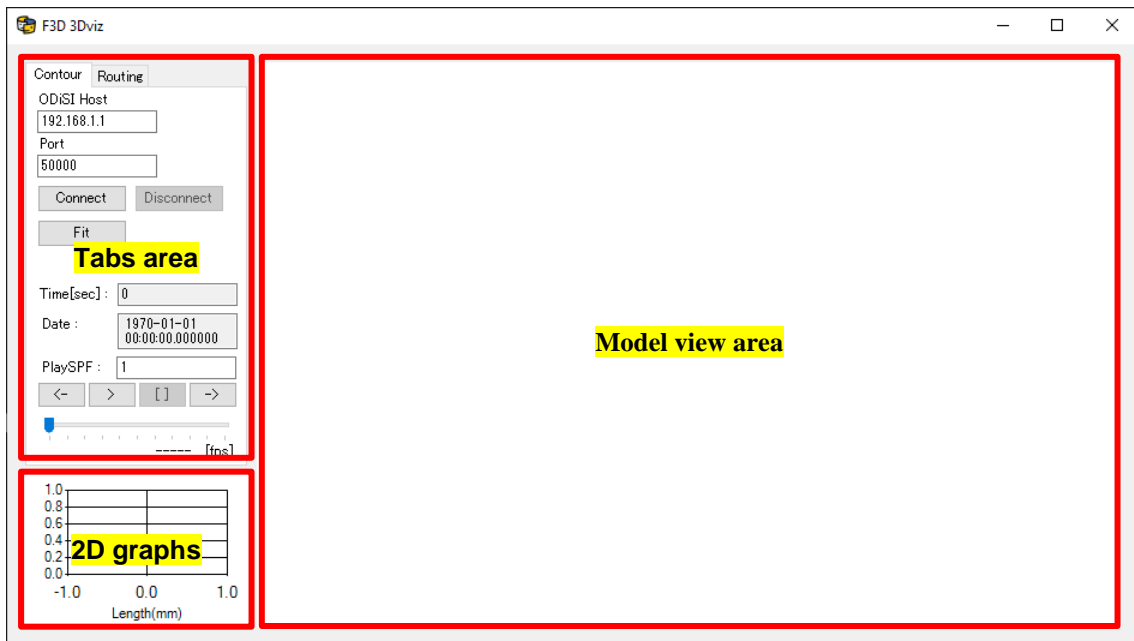 F3D 3Dviz
Contour Routing
ODiSI Host
192.168.1.1
Port
50000
Connect Disconnect
Fit
Tabs area
Time[sec] : 0
Date : 1970-01-01
00:00:00.000000
PlaySPF : 1
<- > [ ] ->
----- [fps]
Model view area
1.0
0.8
0.6
0.4
0.2
0.0
2D graphs
-1.0 0.0 1.0
Length(mm)